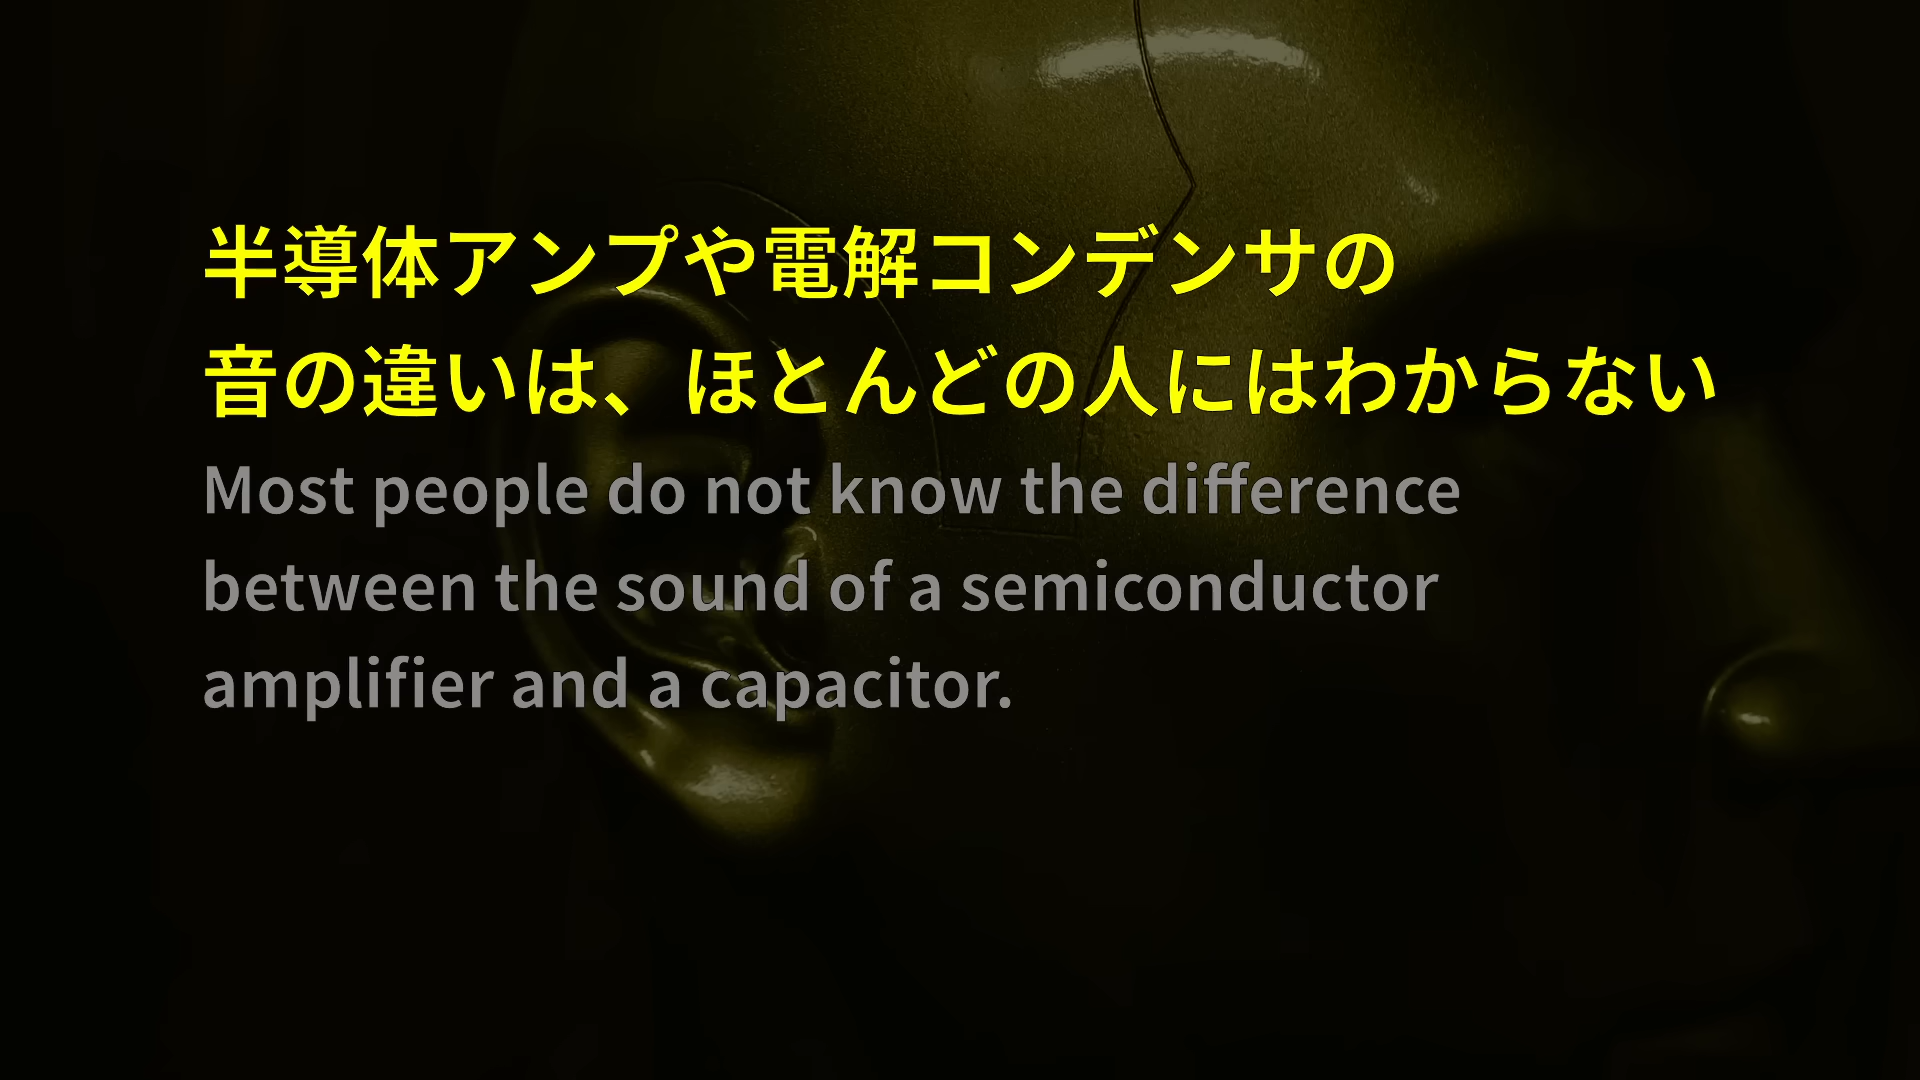 半導体アンプや電解コンデンサの
音の違いは、ほとんどの人にはわからない
Most people do not know the difference
between the sound of a semiconductor
amplifier and a capacitor.